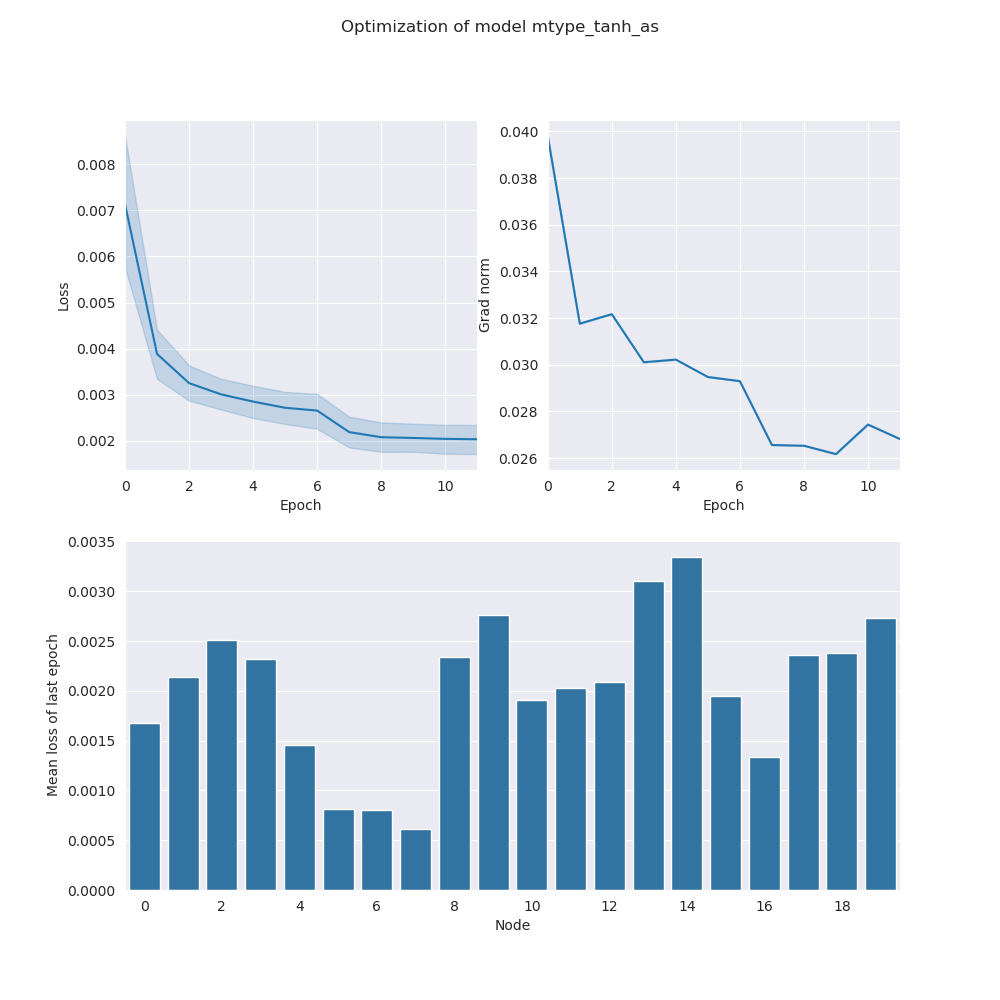 Optimization of model mtype_tanh_as
0.008
0.007
0.006
0.005
0.004
0.003
0.002
Loss
0 2 4 6 8 10
Epoch
0.040
0.038
0.036
0.034
0.032
0.030
0.028
0.026
Grad norm
0 2 4 6 8 10
Epoch
0.0035
0.0030
0.0025
0.0020
0.0015
0.0010
0.0005
0.0000
Mean loss of last epoch
0 2 4 6 8 10 12 14 16 18
Node